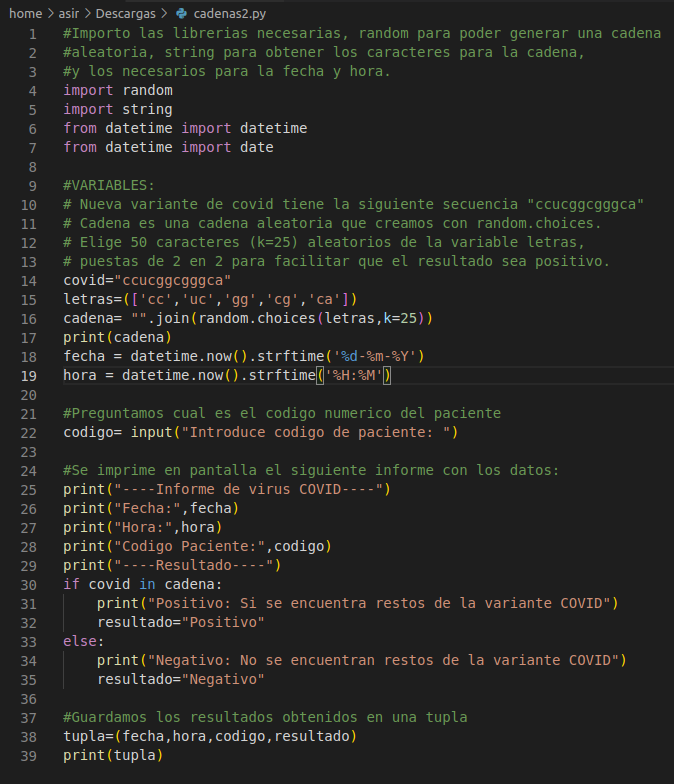 home > asir > Descargas > cadenas2.py
1 #Importo las librerias necesarias, random para poder generar una cadena
2 #aleatoria, string para obtener los caracteres para la cadena,
3 #y los necesarios para la fecha y hora.
4 import random
5 import string
6 from datetime import datetime
7 from datetime import date
8
9 #VARIABLES:
10 # Nueva variante de covid tiene la siguiente secuencia "ccucggcgggca"
11 # Cadena es una cadena aleatoria que creamos con random.choices.
12 # Elige 50 caracteres (k=25) aleatorios de la variable letras,
13 # puestas de 2 en 2 para facilitar que el resultado sea positivo.
14 covid="ccucggcgggca"
15 letras=(['cc','uc','gg','cg','ca'])
16 cadena= "".join(random.choices(letras,k=25))
17 print(cadena)
18 fecha = datetime.now().strftime('%d-%m-%Y')
19 hora = datetime.now().strftime('%H:%M')
20
21 #Preguntamos cual es el codigo numerico del paciente
22 codigo= input("Introduce codigo de paciente: ")
23
24 #Se imprime en pantalla el siguiente informe con los datos:
25 print("----Informe de virus COVID----")
26 print("Fecha:",fecha)
27 print("Hora:",hora)
28 print("Codigo Paciente:",codigo)
29 print("----Resultado----")
30 if covid in cadena:
31     print("Positivo: Si se encuentra restos de la variante COVID")
32     resultado="Positivo"
33 else:
34     print("Negativo: No se encuentran restos de la variante COVID")
35     resultado="Negativo"
36
37 #Guardamos los resultados obtenidos en una tupla
38 tupla=(fecha,hora,codigo,resultado)
39 print(tupla)